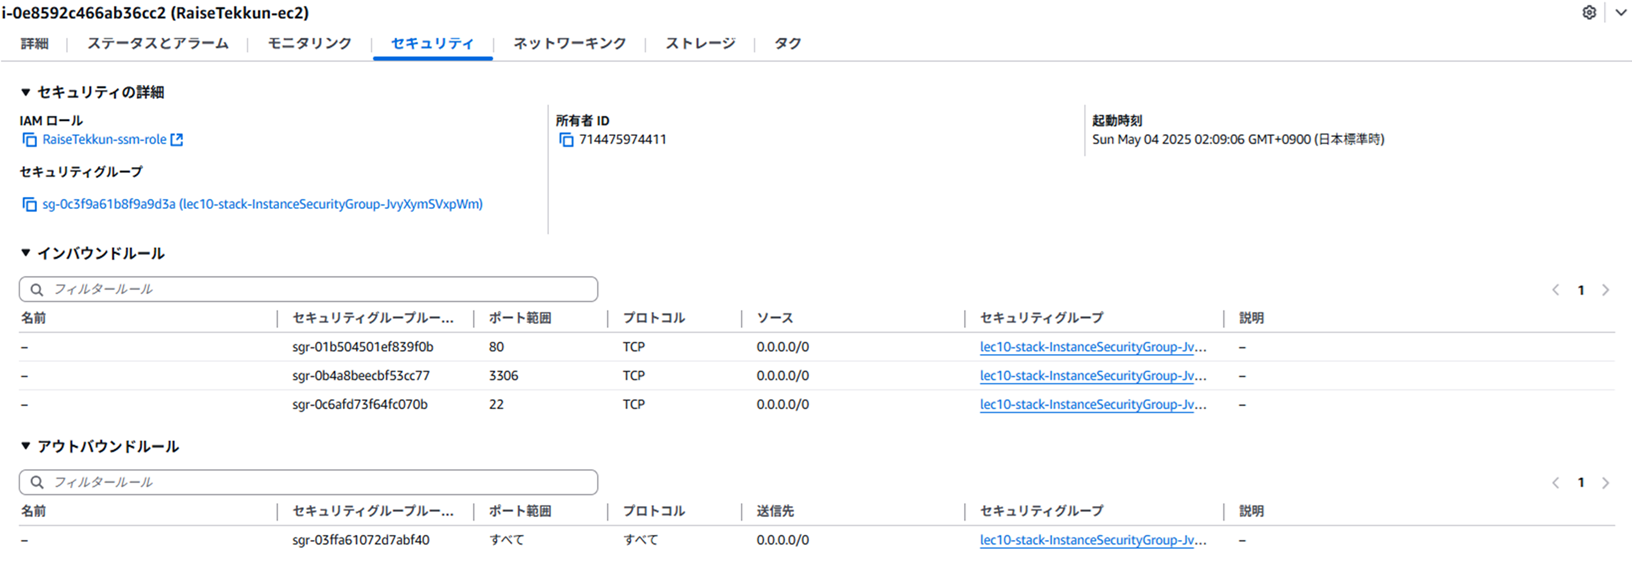 i-0e8592c466ab36cc2 (RaiseTekkun-ec2)
詳細 ステータスとアラーム モニタリング セキュリティ ネットワーキング ストレージ タグ
▼ セキュリティの詳細
IAM ロール
RaiseTekkun-ssm-role
所有者 ID
714475974411
起動時刻
Sun May 04 2025 02:09:06 GMT+0900 (日本標準時)
セキュリティグループ
sg-0c3f9a61b8f9a9d3a (lec10-stack-InstanceSecurityGroup-JvyXymSVxpWm)
▼ インバウンドルール
フィルタールール
1
名前 セキュリティグループルー... ポート範囲 プロトコル ソース セキュリティグループ 説明
– sgr-01b504501ef839f0b 80 TCP 0.0.0.0/0 lec10-stack-InstanceSecurityGroup-Jv... –
– sgr-0b4a8beecbf53cc77 3306 TCP 0.0.0.0/0 lec10-stack-InstanceSecurityGroup-Jv... –
– sgr-0c6afd73f64fc070b 22 TCP 0.0.0.0/0 lec10-stack-InstanceSecurityGroup-Jv... –
▼ アウトバウンドルール
フィルタールール
1
名前 セキュリティグループルー... ポート範囲 プロトコル 送信先 セキュリティグループ 説明
– sgr-03ffa61072d7abf40 すべて すべて 0.0.0.0/0 lec10-stack-InstanceSecurityGroup-Jv... –